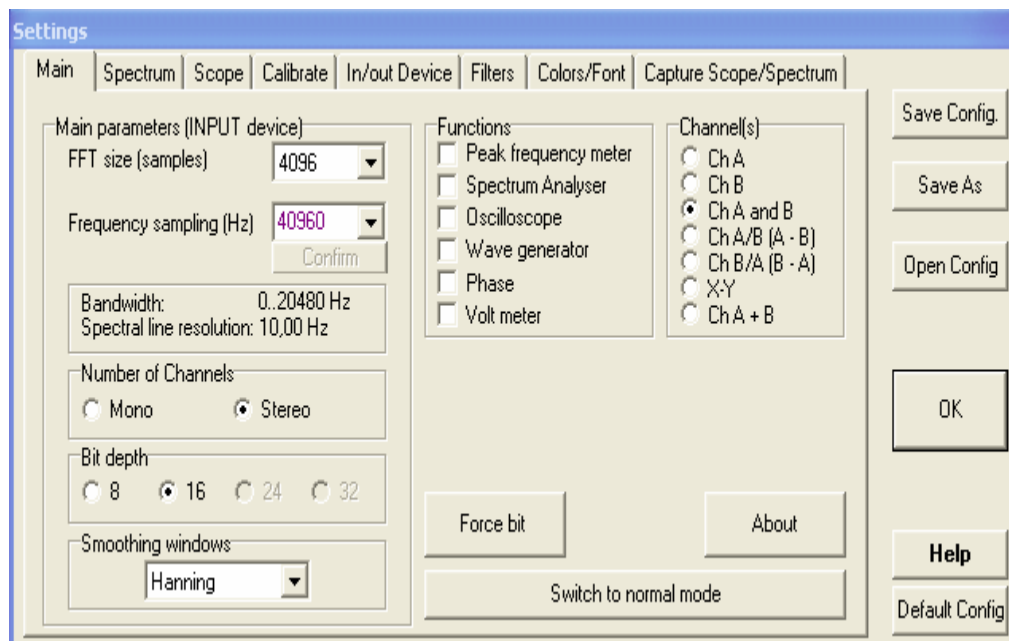 Settings
Main Spectrum Scope Calibrate In/out Device Filters Colors/Font Capture Scope/Spectrum
Main parameters (INPUT device)
FFT size (samples) 4096
Frequency sampling (Hz) 40960
Confirm
Bandwidth: 0..20480 Hz
Spectral line resolution: 10,00 Hz
Number of Channels
Mono Stereo
Bit depth
8 16 24 32
Smoothing windows
Hanning
Functions
Peak frequency meter
Spectrum Analyser
Oscilloscope
Wave generator
Phase
Volt meter
Channel(s)
Ch A
Ch B
Ch A and B
Ch A/B (A - B)
Ch B/A (B - A)
X-Y
Ch A + B
Force bit
About
Switch to normal mode
Save Config.
Save As
Open Config
OK
Help
Default Config